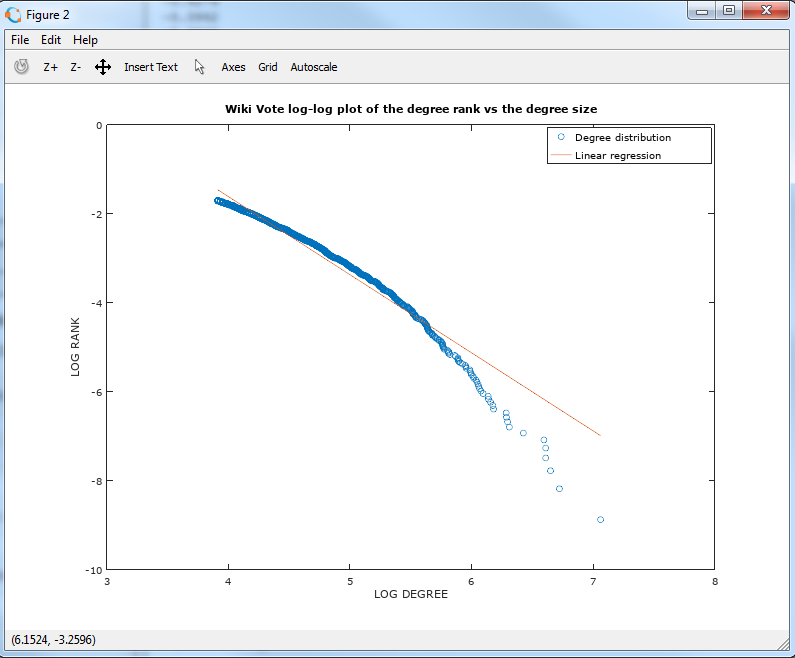 Figure 2
File Edit Help
Z+ Z- Insert Text Axes Grid Autoscale
Wiki Vote log-log plot of the degree rank vs the degree size
Degree distribution
Linear regression
0
-2
-4
-6
-8
-10
LOG RANK
3 4 5 6 7 8
LOG DEGREE
(6.1524, -3.2596)